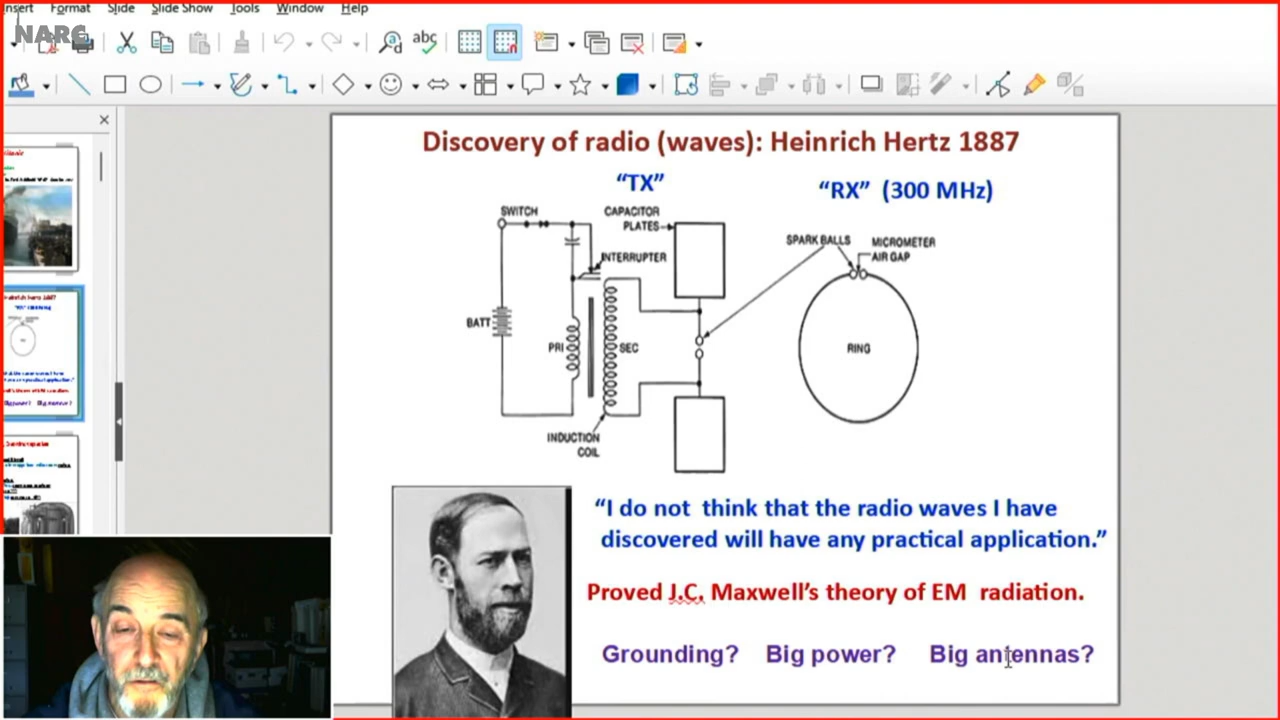 Insert Format Slide Slide Show Tools Window Help
NARC
abc
Discovery of radio (waves): Heinrich Hertz 1887
“TX”
“RX” (300 MHz)
SWITCH
CAPACITOR
PLATES
INTERRUPTER
SPARK BALLS
MICROMETER
AIR GAP
BATT
PRI
SEC
RING
INDUCTION
COIL
“I do not think that the radio waves I have
discovered will have any practical application.”
Proved J.C. Maxwell’s theory of EM radiation.
Grounding? Big power? Big antennas?